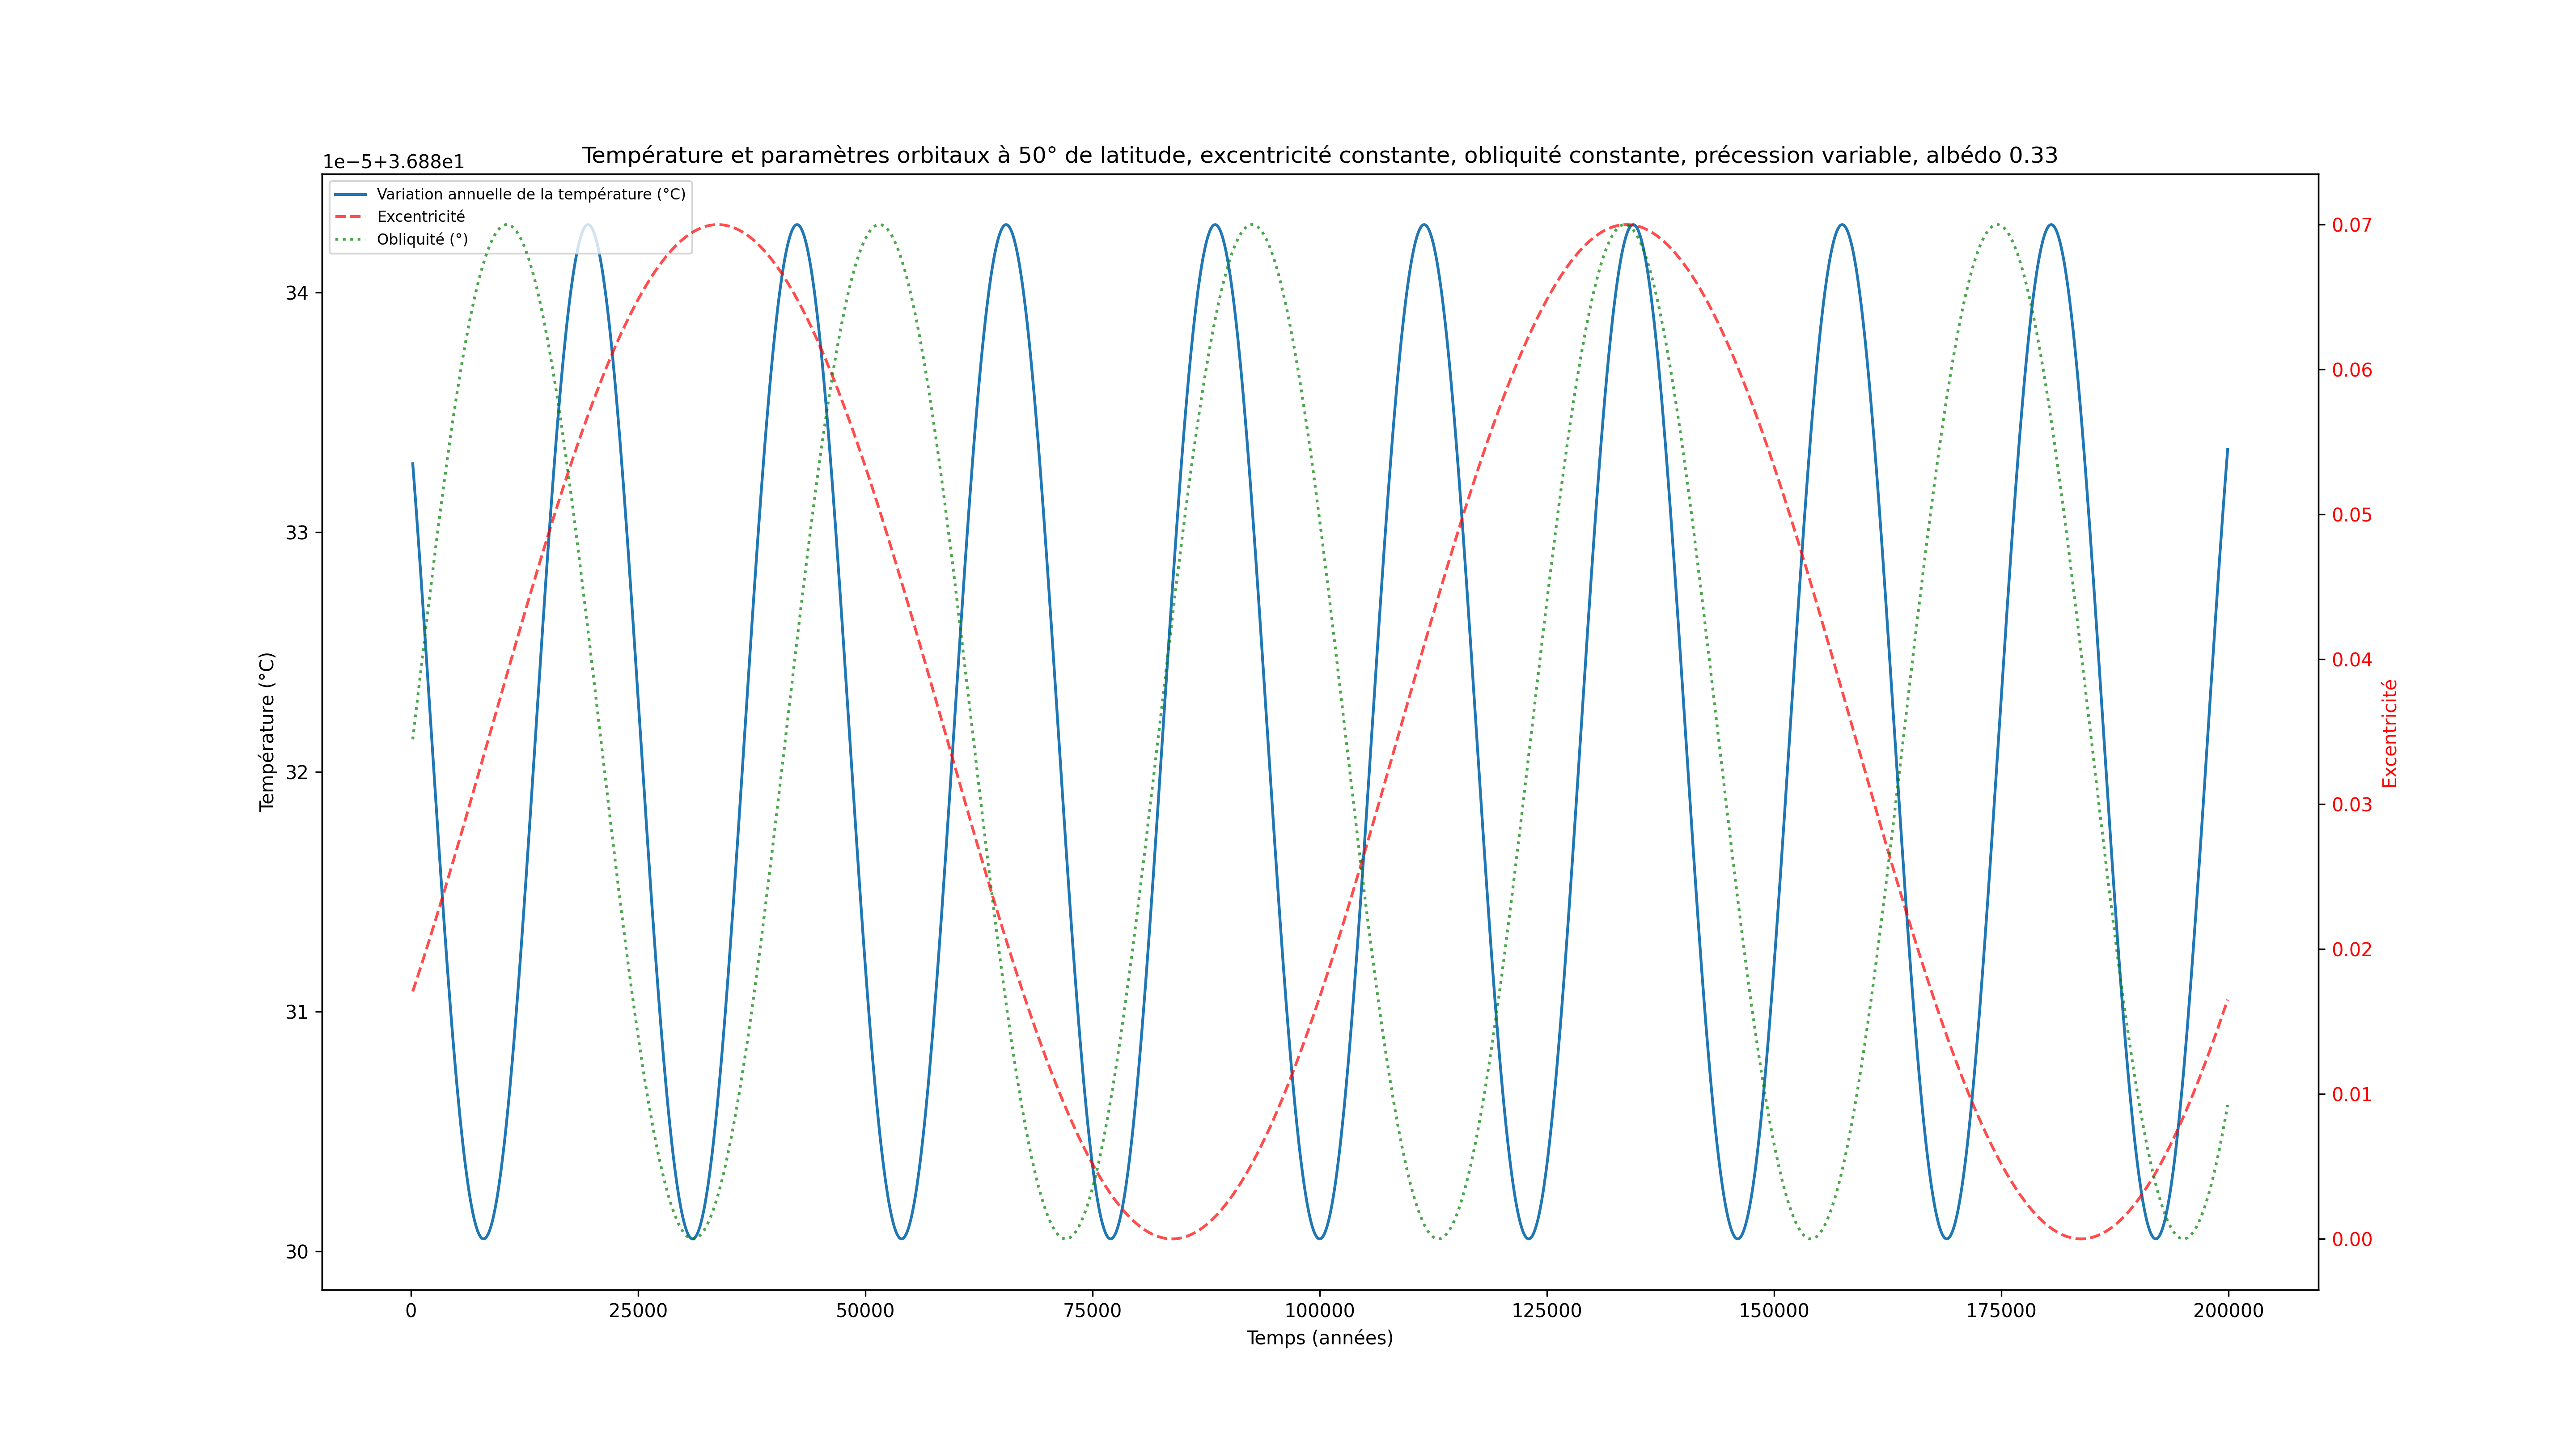 Température et paramètres orbitaux à 50° de latitude, excentricité constante, obliquité constante, précession variable, albédo 0.33
1e−5+3.688e1
Variation annuelle de la température (°C)
Excentricité
Obliquité (°)
34
33
32
31
30
Température (°C)
0.07
0.06
0.05
0.04
0.03
0.02
0.01
0.00
Excentricité
0 25000 50000 75000 100000 125000 150000 175000 200000
Temps (années)